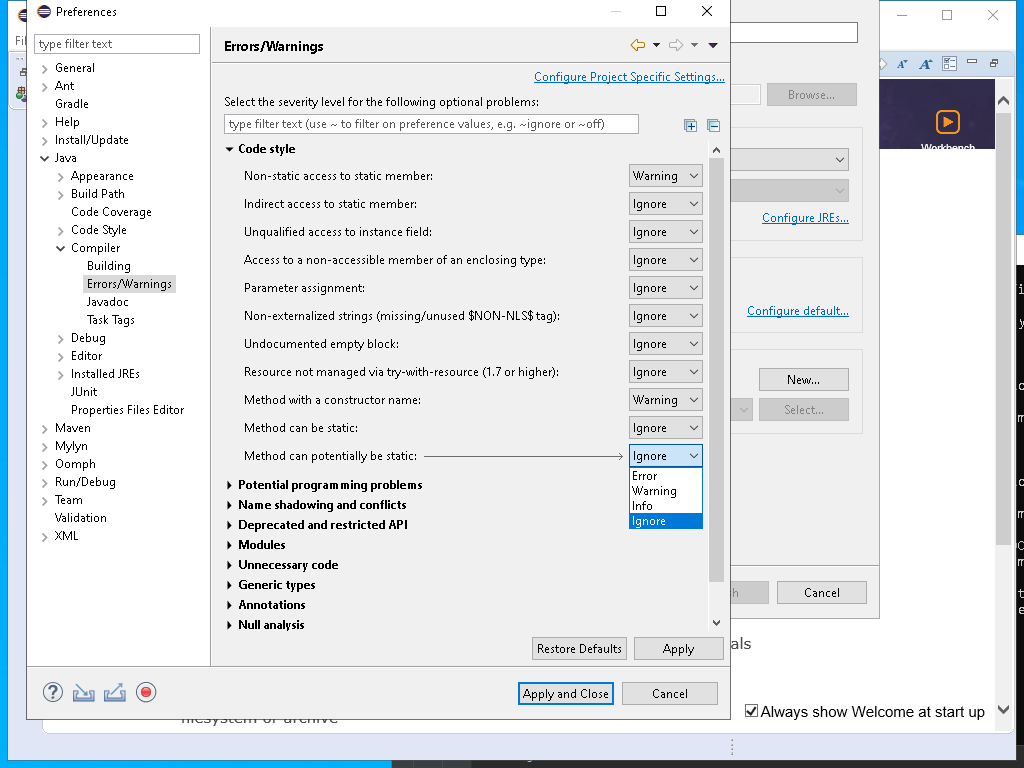 Preferences
type filter text
General
Ant
Gradle
Help
Install/Update
Java
Appearance
Build Path
Code Coverage
Code Style
Compiler
Building
Errors/Warnings
Javadoc
Task Tags
Debug
Editor
Installed JREs
JUnit
Properties Files Editor
Maven
Mylyn
Oomph
Run/Debug
Team
Validation
XML
Errors/Warnings
Configure Project Specific Settings...
Select the severity level for the following optional problems:
type filter text (use ~ to filter on preference values, e.g. ~ignore or ~off)
Code style
Non-static access to static member: Warning
Indirect access to static member: Ignore
Unqualified access to instance field: Ignore
Access to a non-accessible member of an enclosing type: Ignore
Parameter assignment: Ignore
Non-externalized strings (missing/unused $NON-NLS$ tag): Ignore
Undocumented empty block: Ignore
Resource not managed via try-with-resource (1.7 or higher): Ignore
Method with a constructor name: Warning
Method can be static: Ignore
Method can potentially be static: Ignore
Error
Warning
Info
Ignore
Potential programming problems
Name shadowing and conflicts
Deprecated and restricted API
Modules
Unnecessary code
Generic types
Annotations
Null analysis
Restore Defaults
Apply
Apply and Close
Cancel
Browse...
Configure JREs...
Configure default...
New...
Select...
Cancel
Workbench
Always show Welcome at start up